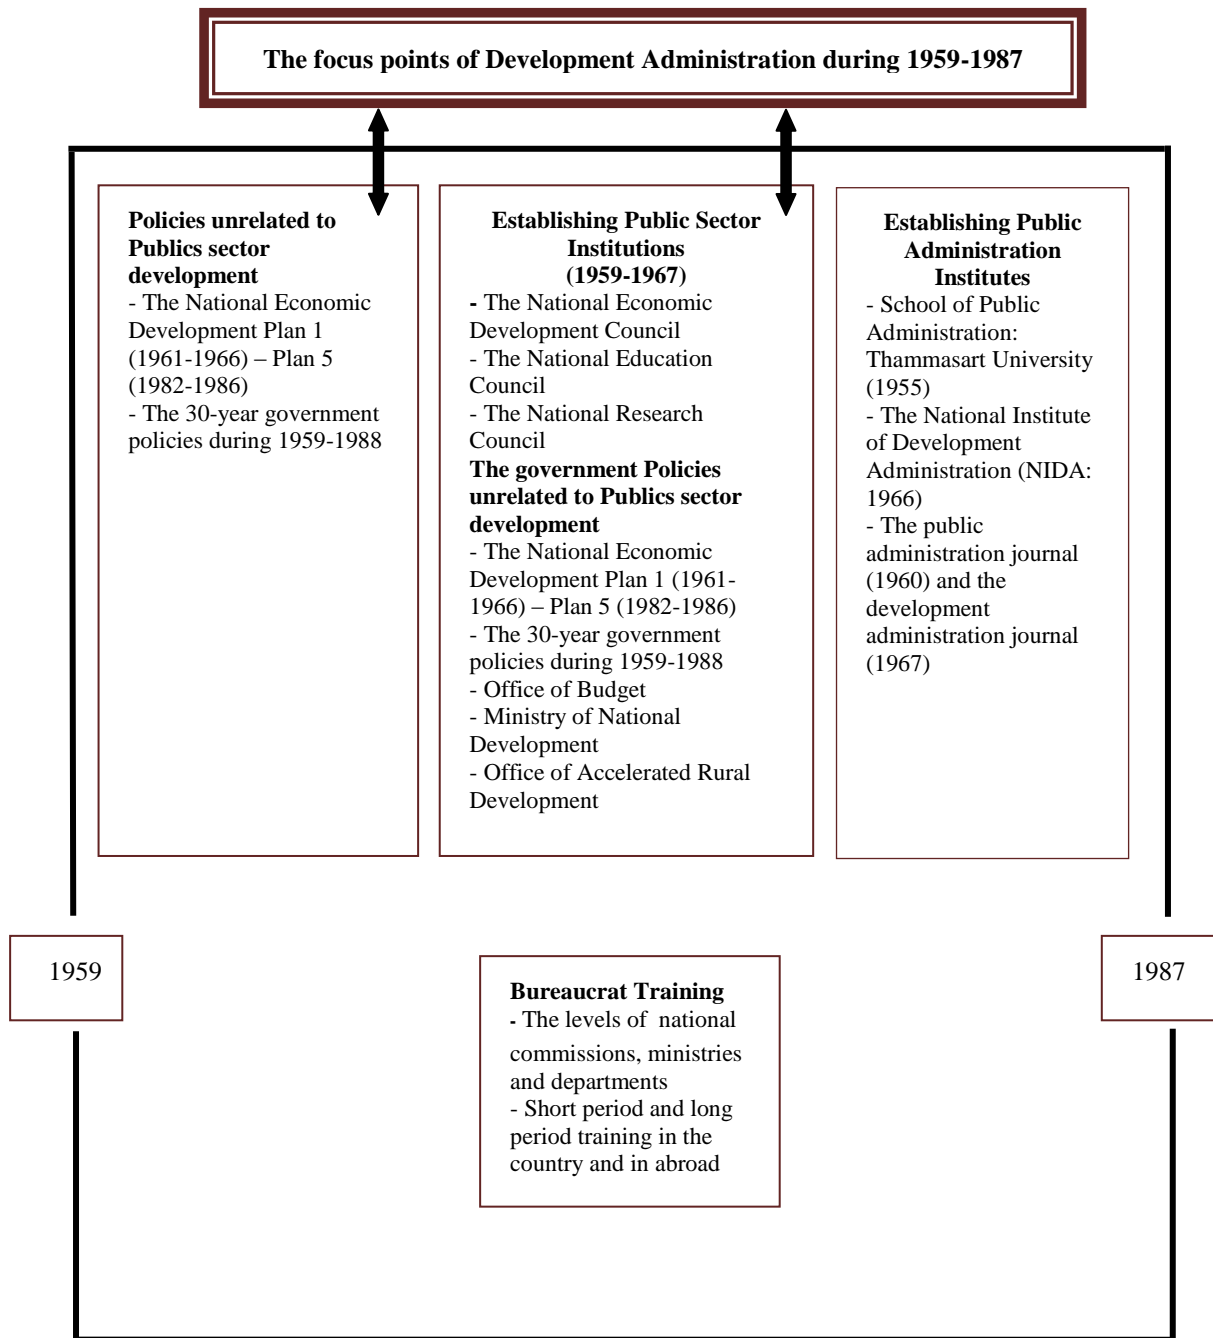 The focus points of Development Administration during 1959-1987
Policies unrelated to
Publics sector
development
- The National Economic
Development Plan 1
(1961-1966) – Plan 5
(1982-1986)
- The 30-year government
policies during 1959-1988
Establishing Public Sector
Institutions
(1959-1967)
- The National Economic
Development Council
- The National Education
Council
- The National Research
Council
The government Policies
unrelated to Publics sector
development
- The National Economic
Development Plan 1 (1961-
1966) – Plan 5 (1982-1986)
- The 30-year government
policies during 1959-1988
- Office of Budget
- Ministry of National
Development
- Office of Accelerated Rural
Development
Establishing Public
Administration
Institutes
- School of Public
Administration:
Thammasart University
(1955)
- The National Institute
of Development
Administration (NIDA:
1966)
- The public
administration journal
(1960) and the
development
administration journal
(1967)
1959
1987
Bureaucrat Training
- The levels of national
commissions, ministries
and departments
- Short period and long
period training in the
country and in abroad